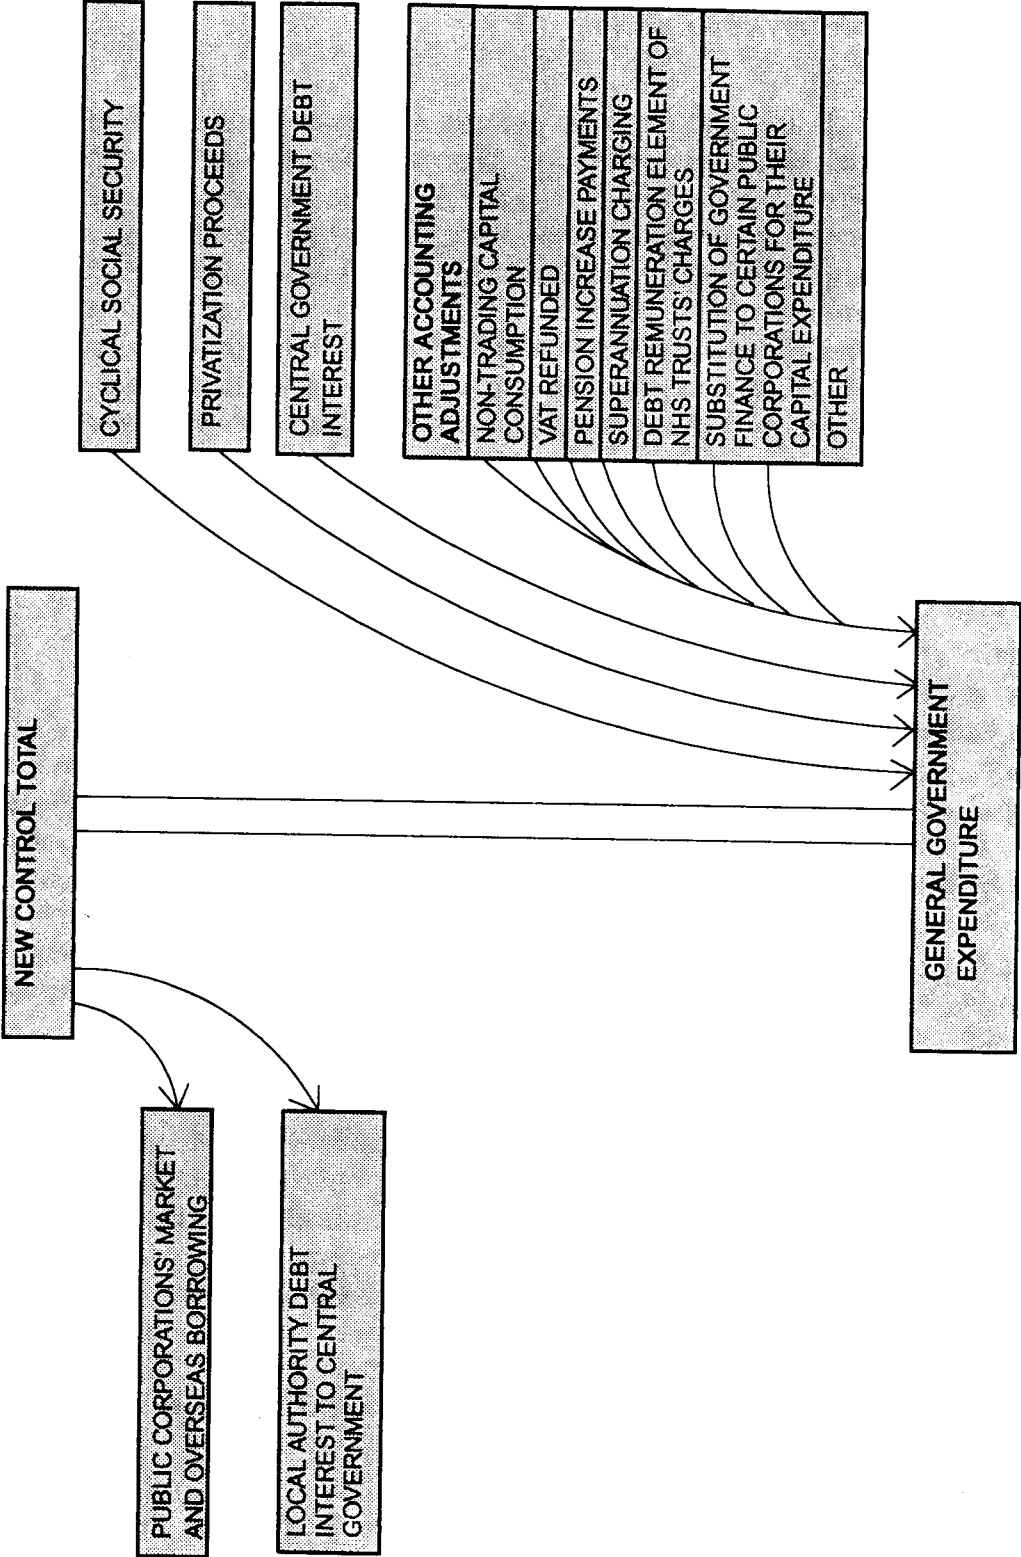 NEW CONTROL TOTAL
PUBLIC CORPORATIONS' MARKET
AND OVERSEAS BORROWING
LOCAL AUTHORITY DEBT
INTEREST TO CENTRAL
GOVERNMENT
CYCLICAL SOCIAL SECURITY
PRIVATIZATION PROCEEDS
CENTRAL GOVERNMENT DEBT
INTEREST
OTHER ACCOUNTING
ADJUSTMENTS
NON-TRADING CAPITAL
CONSUMPTION
VAT REFUNDED
PENSION INCREASE PAYMENTS
SUPERANNUATION CHARGING
DEBT REMUNERATION ELEMENT OF
NHS TRUSTS' CHARGES
SUBSTITUTION OF GOVERNMENT
FINANCE TO CERTAIN PUBLIC
CORPORATIONS FOR THEIR
CAPITAL EXPENDITURE
OTHER
GENERAL GOVERNMENT
EXPENDITURE